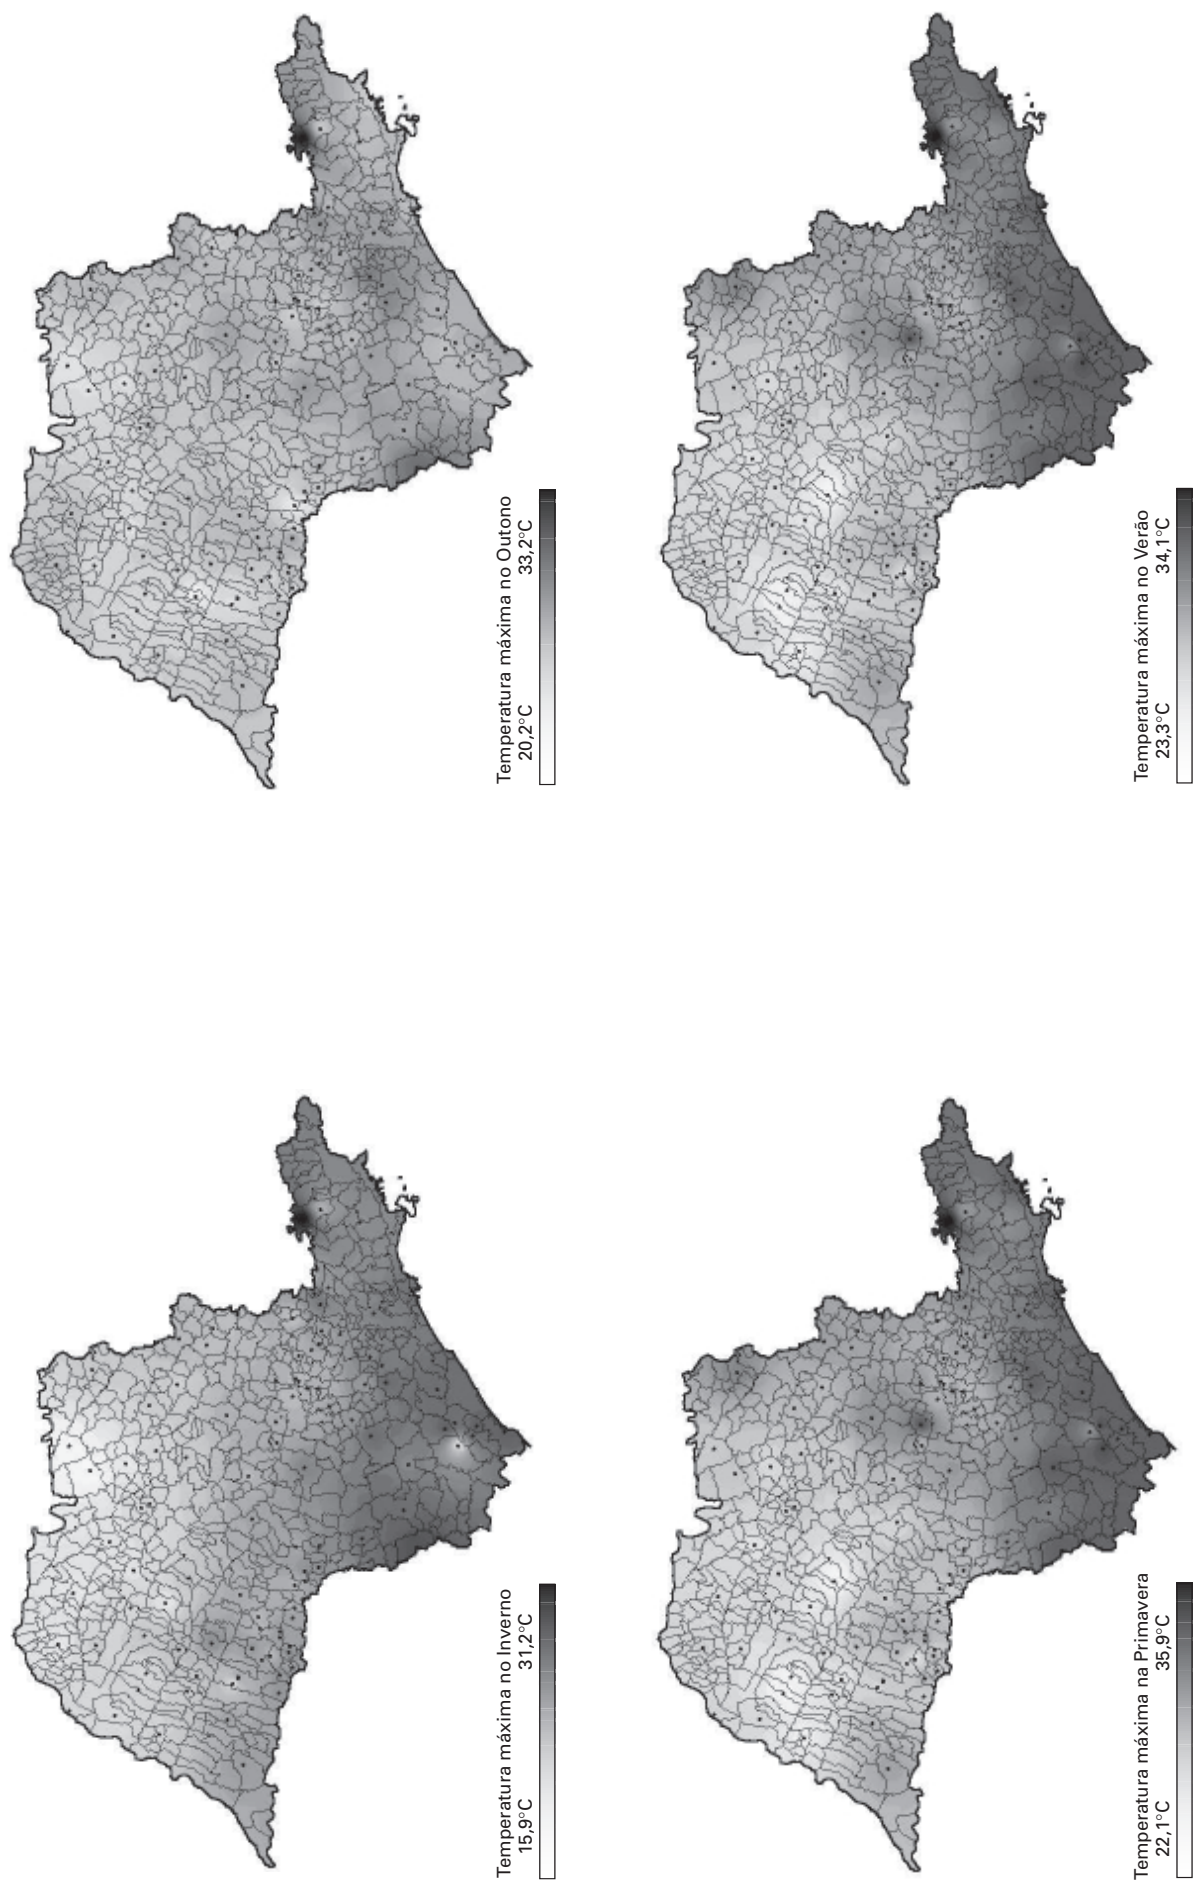 Temperatura máxima no Inverno
15,9°C 31,2°C
Temperatura máxima no Outono
20,2°C 33,2°C
Temperatura máxima na Primavera
22,1°C 35,9°C
Temperatura máxima no Verão
23,3°C 34,1°C